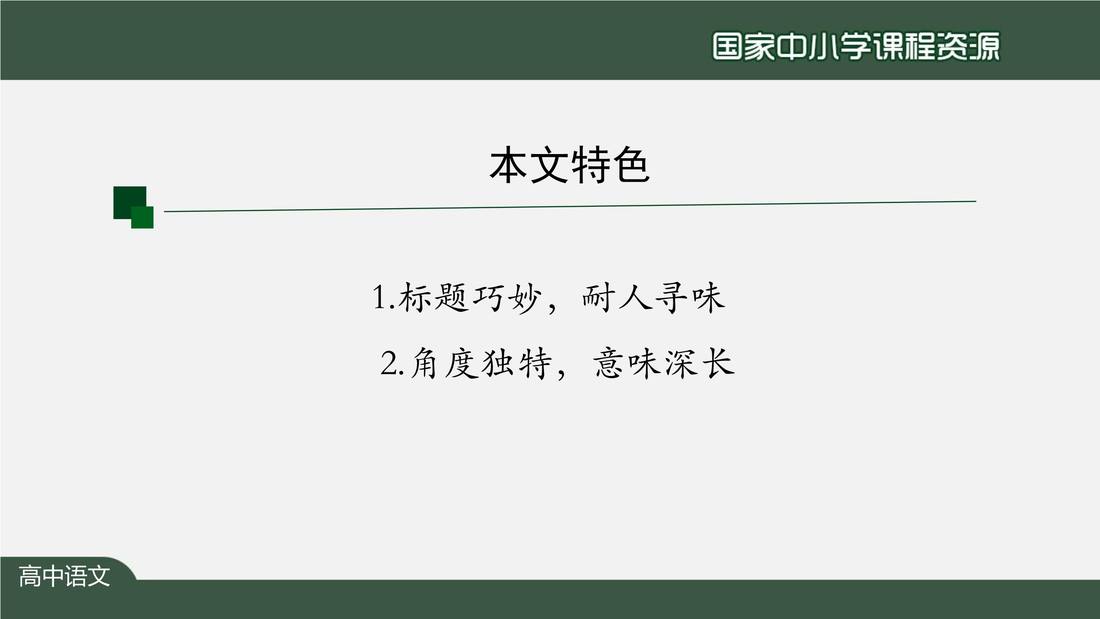 国家中小学课程资源
本文特色
1.标题巧妙，耐人寻味
2.角度独特，意味深长
高中语文